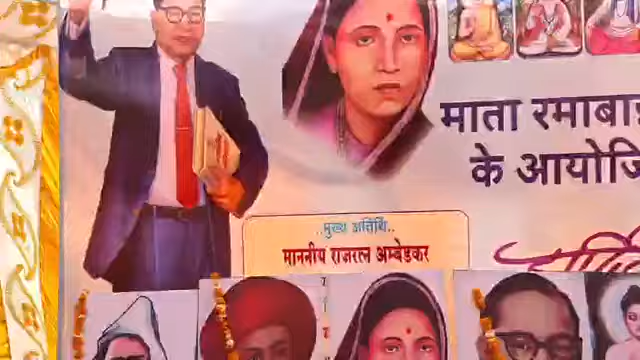 माता रमाबा
के आयोजि
..मुख्य अतिथि..
माननीय राजरत्न अम्बेडकर